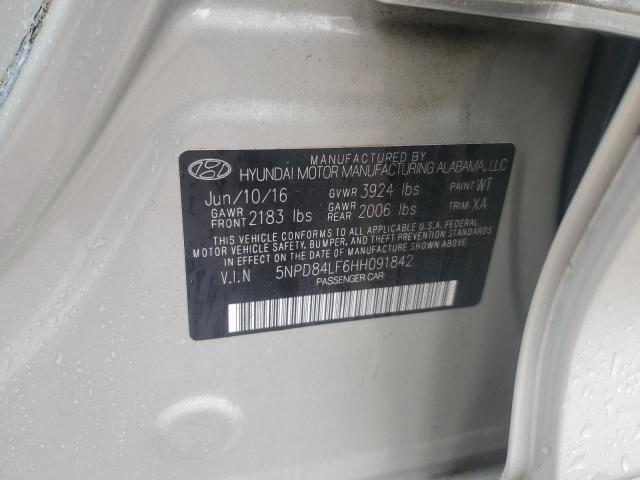 MANUFACTURED BY
HYUNDAI MOTOR MANUFACTURING ALABAMA, LLC
Jun/10/16 GVWR 3924 lbs PAINT WT
GAWR FRONT 2183 lbs GAWR REAR 2006 lbs TRIM XA
THIS VEHICLE CONFORMS TO ALL APPLICABLE U.S.A. FEDERAL
MOTOR VEHICLE SAFETY, BUMPER, AND THEFT PREVENTION STANDARDS
IN EFFECT ON THE DATE OF MANUFACTURE SHOWN ABOVE.
V.I.N 5NPD84LF6HH091842
PASSENGER CAR